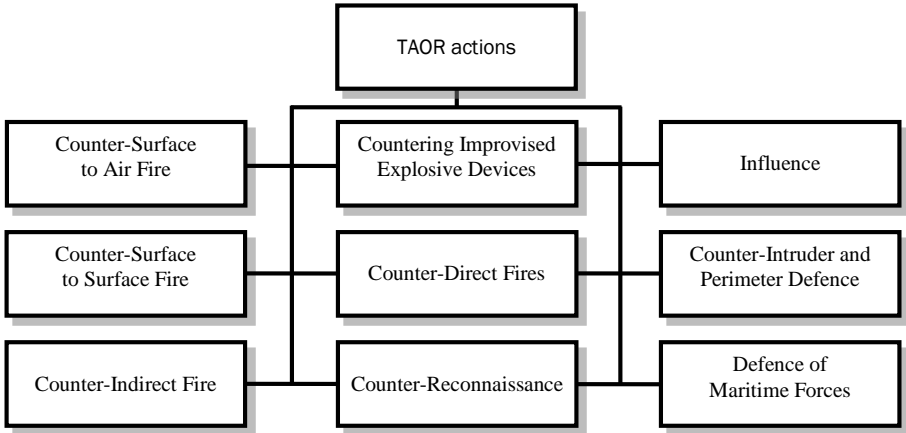 TAOR actions
Counter-Surface
to Air Fire
Countering Improvised
Explosive Devices
Influence
Counter-Surface
to Surface Fire
Counter-Direct Fires
Counter-Intruder and
Perimeter Defence
Counter-Indirect Fire
Counter-Reconnaissance
Defence of
Maritime Forces